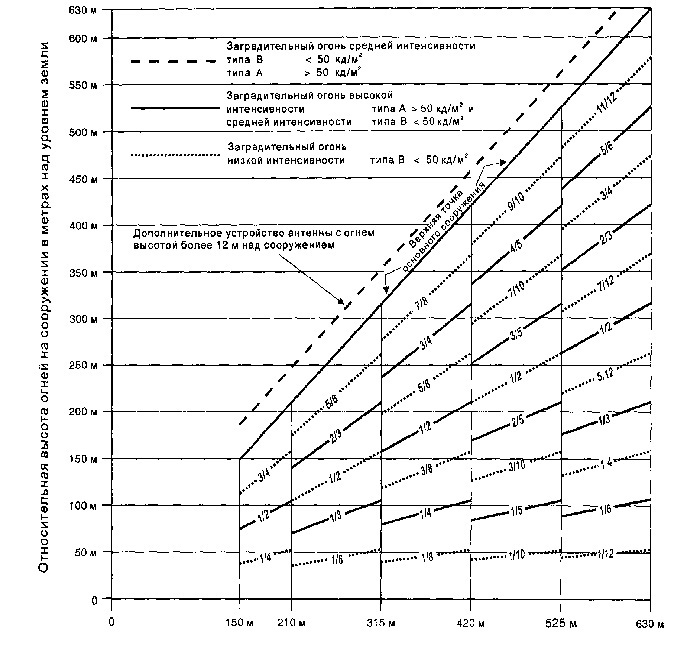 630 м
600 м
550 м
500 м
450 м
400 м
350 м
300 м
250 м
200 м
150 м
100 м
50 м
0
Относительная высота огней на сооружении в метрах над уровнем земли
Заградительный огонь средней интенсивности
типа В < 50 кд/м²
типа А > 50 кд/м²
Заградительный огонь высокой
интенсивности типа А > 50 кд/м² и
средней интенсивности типа В < 50 кд/м²
Заградительный огонь
низкой интенсивности типа В < 50 кд/м²
Дополнительное устройство антенны с огнем
высотой более 12 м над сооружением
Верхняя точка
основного сооружения
3/4
1/2
1/4
5/6
2/3
1/2
1/3
1/6
7/8
3/4
5/8
1/2
3/8
1/4
1/8
9/10
4/5
7/10
3/5
1/2
2/5
3/10
1/5
1/10
11/12
5/6
3/4
2/3
7/12
1/2
5.12
1/3
1 4
1/6
1/12
0
150 м
210 м
315 м
420 м
525 м
630 м